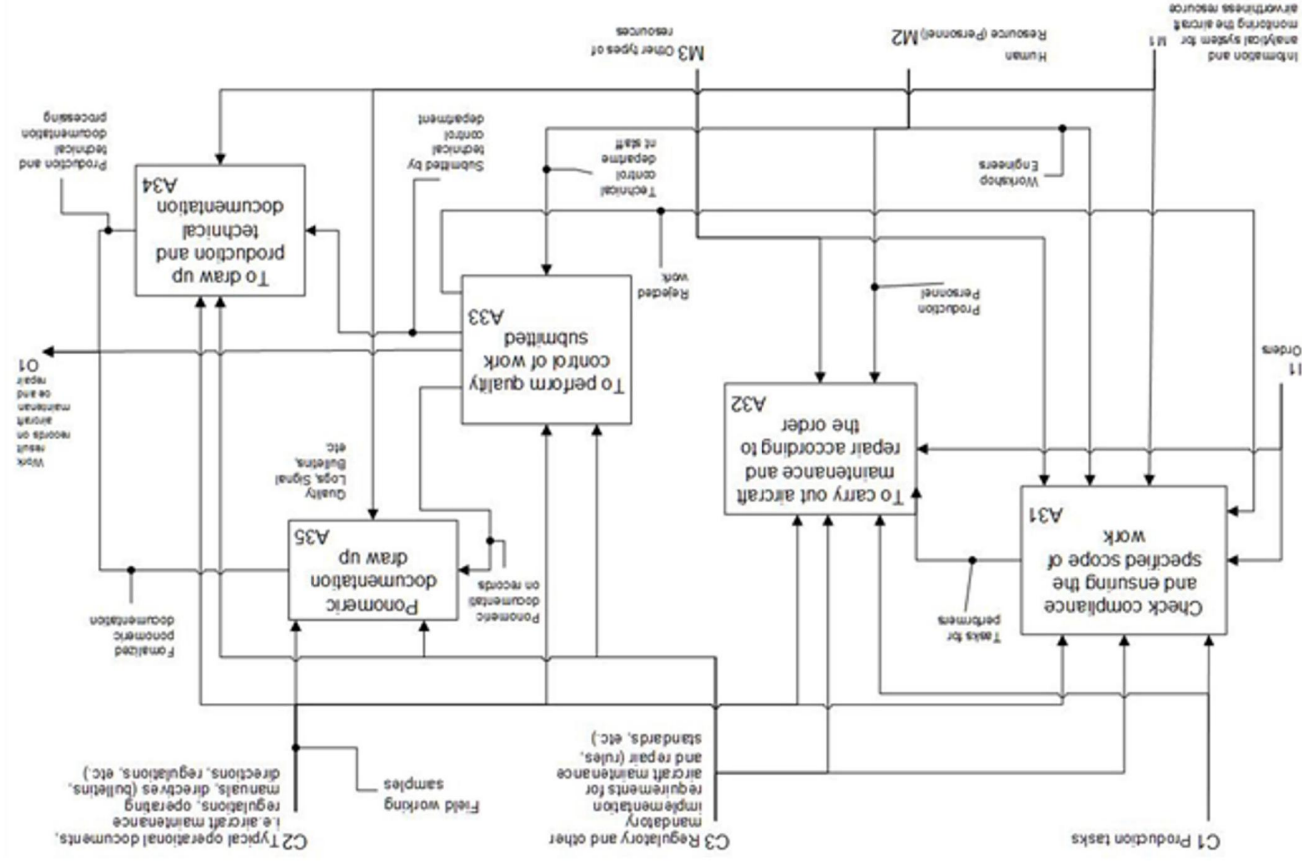 C1 Production tasks
C3 Regulatory and other
mandatory
implementation
requirements for
aircraft maintenance
and repair (rules,
standards, etc.)
C2 Typical operational documents,
i.e. aircraft maintenance
regulations, operating
manuals, directives (bulletins,
directions, regulations, etc.)
Field working
samples
Check compliance
and ensuring the
specified scope of
work
A31
Tasks for
performers
To carry out aircraft
maintenance and
repair according to
the order
A32
Ponomeric
documentati
on records
Ponomeric
documentation
draw up
A35
Fomalized
ponomeric
documentation
Quality
Logs, Signal
Bulletins,
etc
Work
result
records on
aircraft
maintenan
ce and
repair
O1
I1
Orders
To perform quality
control of work
submitted
A33
Production
Personnel
Rejected
work
To draw up
production and
technical
documentation
A34
Workshop
Engineers
Technical
control
departme
nt staff
Submitted by
technical
control
department
Production and
technical
documentation
processing
M1
Information and
analytical system for
monitoring the aircraft
airworthiness resource
Human
Resource (Personnel) M2
M3 Other types of
resources